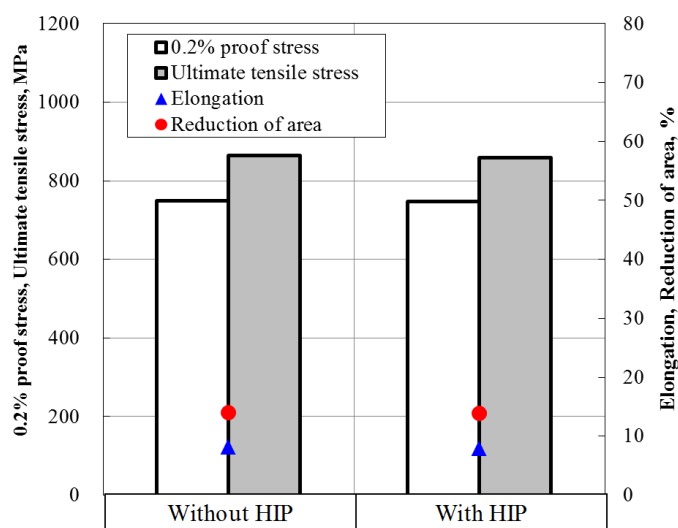 0.2% proof stress, Ultimate tensile stress, MPa
1200
1000
800
600
400
200
0
0.2% proof stress
Ultimate tensile stress
Elongation
Reduction of area
80
70
60
50
40
30
20
10
0
Elongation, Reduction of area, %
Without HIP
With HIP